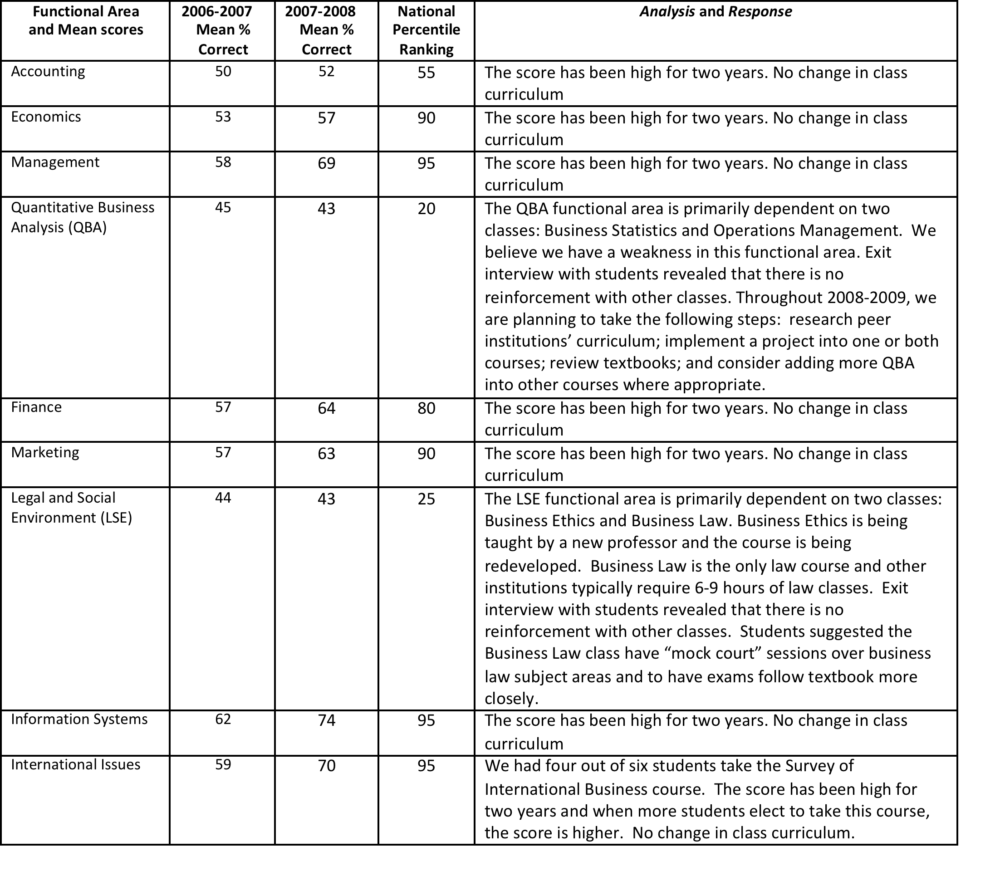 Functional Area and Mean scores
2006-2007 Mean % Correct
2007-2008 Mean % Correct
National Percentile Ranking
Analysis and Response
Accounting
50
52
55
The score has been high for two years. No change in class
curriculum
Economics
53
57
90
The score has been high for two years. No change in class
curriculum
Management
58
69
95
The score has been high for two years. No change in class
curriculum
Quantitative Business
Analysis (QBA)
45
43
20
The QBA functional area is primarily dependent on two
classes: Business Statistics and Operations Management.  We
believe we have a weakness in this functional area. Exit
interview with students revealed that there is no
reinforcement with other classes. Throughout 2008-2009, we
are planning to take the following steps:  research peer
institutions’ curriculum; implement a project into one or both
courses; review textbooks; and consider adding more QBA
into other courses where appropriate.
Finance
57
64
80
The score has been high for two years. No change in class
curriculum
Marketing
57
63
90
The score has been high for two years. No change in class
curriculum
Legal and Social
Environment (LSE)
44
43
25
The LSE functional area is primarily dependent on two classes:
Business Ethics and Business Law. Business Ethics is being
taught by a new professor and the course is being
redeveloped.  Business Law is the only law course and other
institutions typically require 6-9 hours of law classes.  Exit
interview with students revealed that there is no
reinforcement with other classes.  Students suggested the
Business Law class have “mock court” sessions over business
law subject areas and to have exams follow textbook more
closely.
Information Systems
62
74
95
The score has been high for two years. No change in class
curriculum
International Issues
59
70
95
We had four out of six students take the Survey of
International Business course.  The score has been high for
two years and when more students elect to take this course,
the score is higher.  No change in class curriculum.